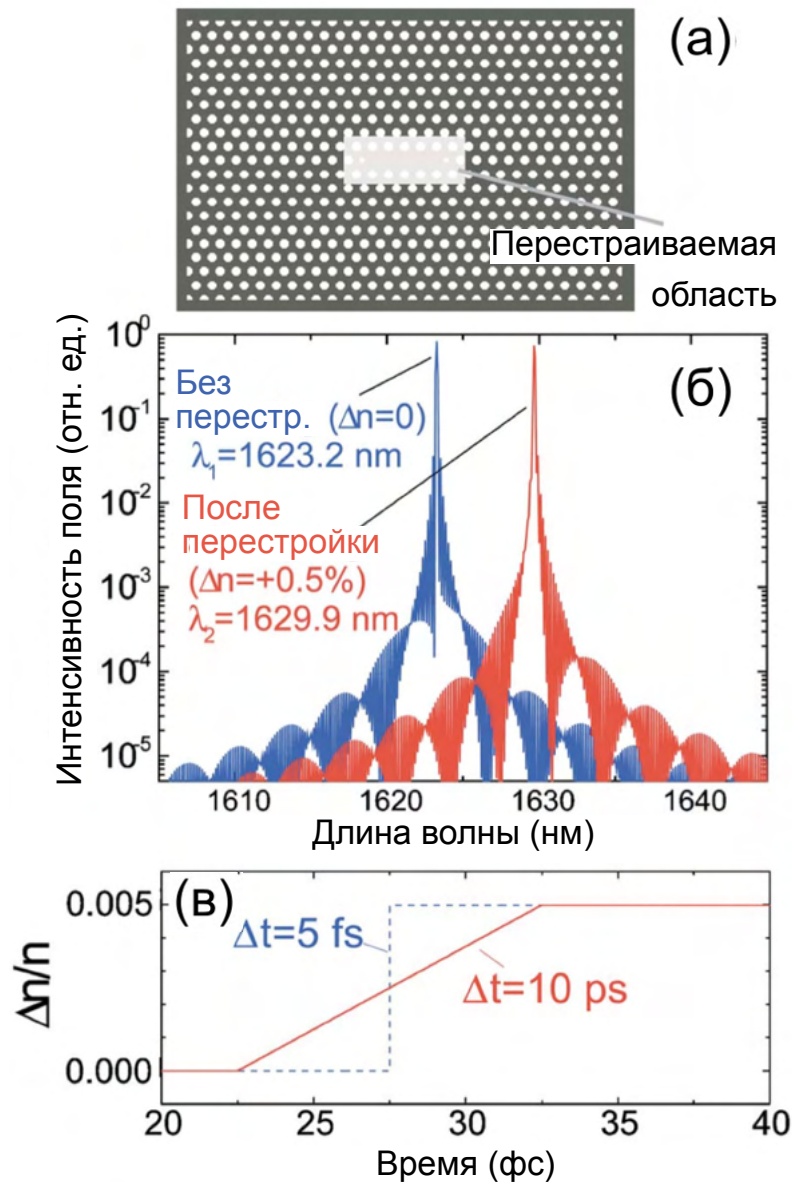 (а)
Перестраиваемая
область
Интенсивность поля (отн. ед.)
10⁰
10⁻¹
10⁻²
10⁻³
10⁻⁴
10⁻⁵
(б)
Без
перестр. (Δn=0)
λ₁=1623.2 nm
После
перестройки
(Δn=+0.5%)
λ₂=1629.9 nm
1610 1620 1630 1640
Длина волны (нм)
(в)
Δn/n
0.005
0.000
Δt=5 fs
Δt=10 ps
20 25 30 35 40
Время (фс)